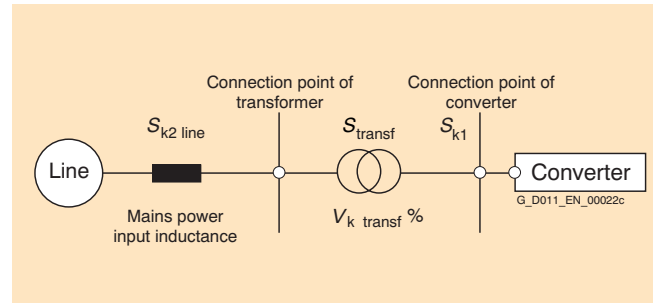 Connection point of
transformer
Connection point of
converter
S k2 line
S transf
S k1
Line
Converter
G_D011_EN_00022c
Mains power
input inductance
V k transf %